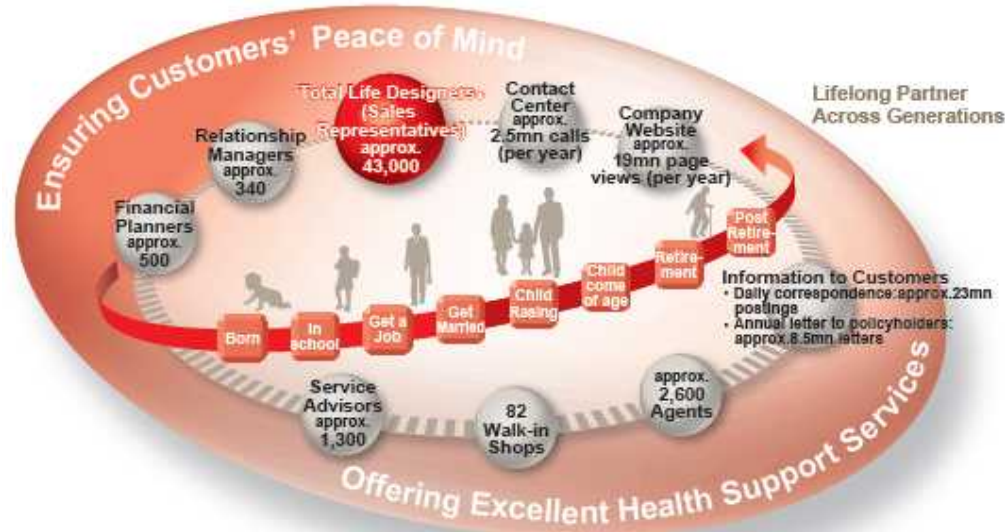 Ensuring Customers' Peace of Mind
Total Life Designers
(Sales
Representatives)
approx.
43,000
Contact
Center
approx.
2.5mn calls
(per year)
Company
Website
approx.
19mn page
views (per year)
Lifelong Partner
Across Generations
Relationship
Managers
approx.
340
Financial
Planners
approx.
500
Born
In
school
Get a
Job
Get
Married
Child
Rasing
Child
come
of age
Retire-
ment
Post
Retire-
ment
Information to Customers
• Daily correspondence:approx.23mn
postings
• Annual letter to policyholders:
approx.8.5mn letters
Service
Advisors
approx.
1,300
82
Walk-in
Shops
approx.
2,600
Agents
Offering Excellent Health Support Services